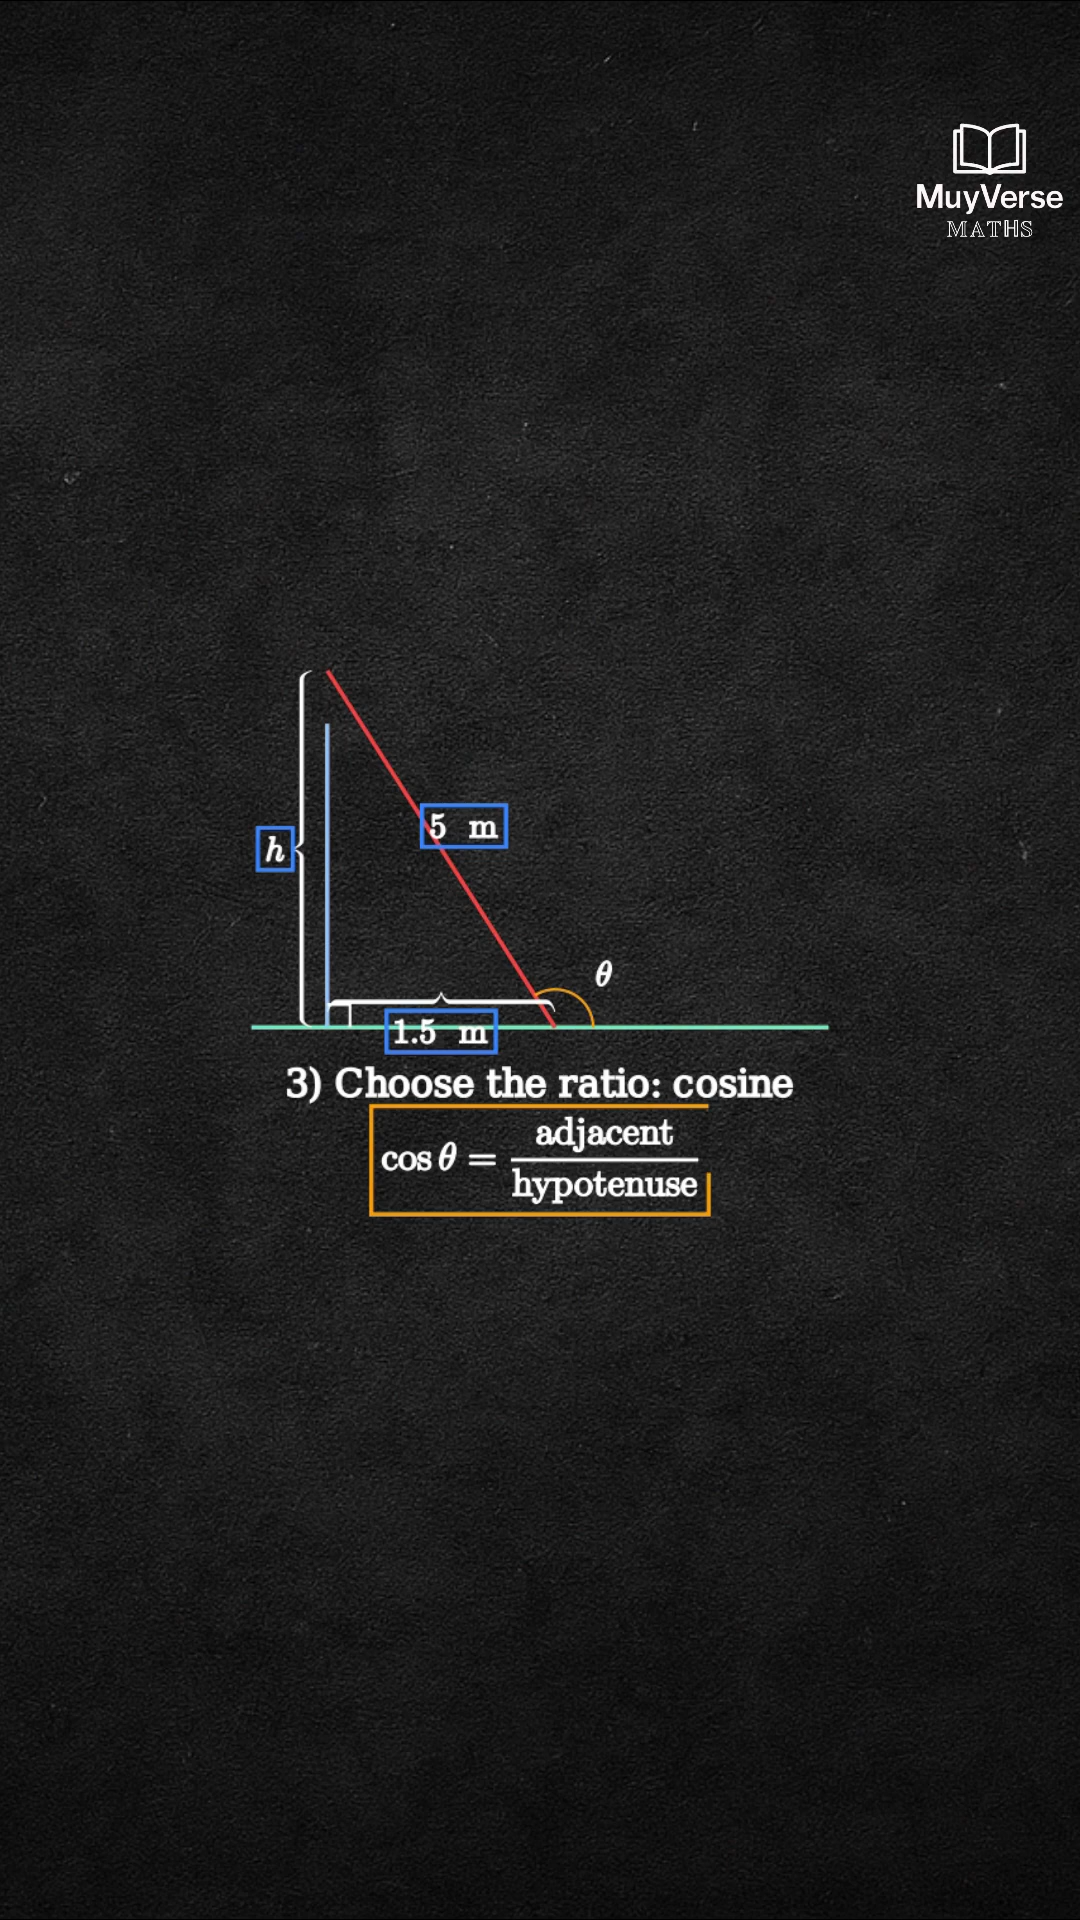 MuyVerse
MATHS
5 m
h
θ
1.5 m
3) Choose the ratio: cosine
cos θ = adjacent / hypotenuse